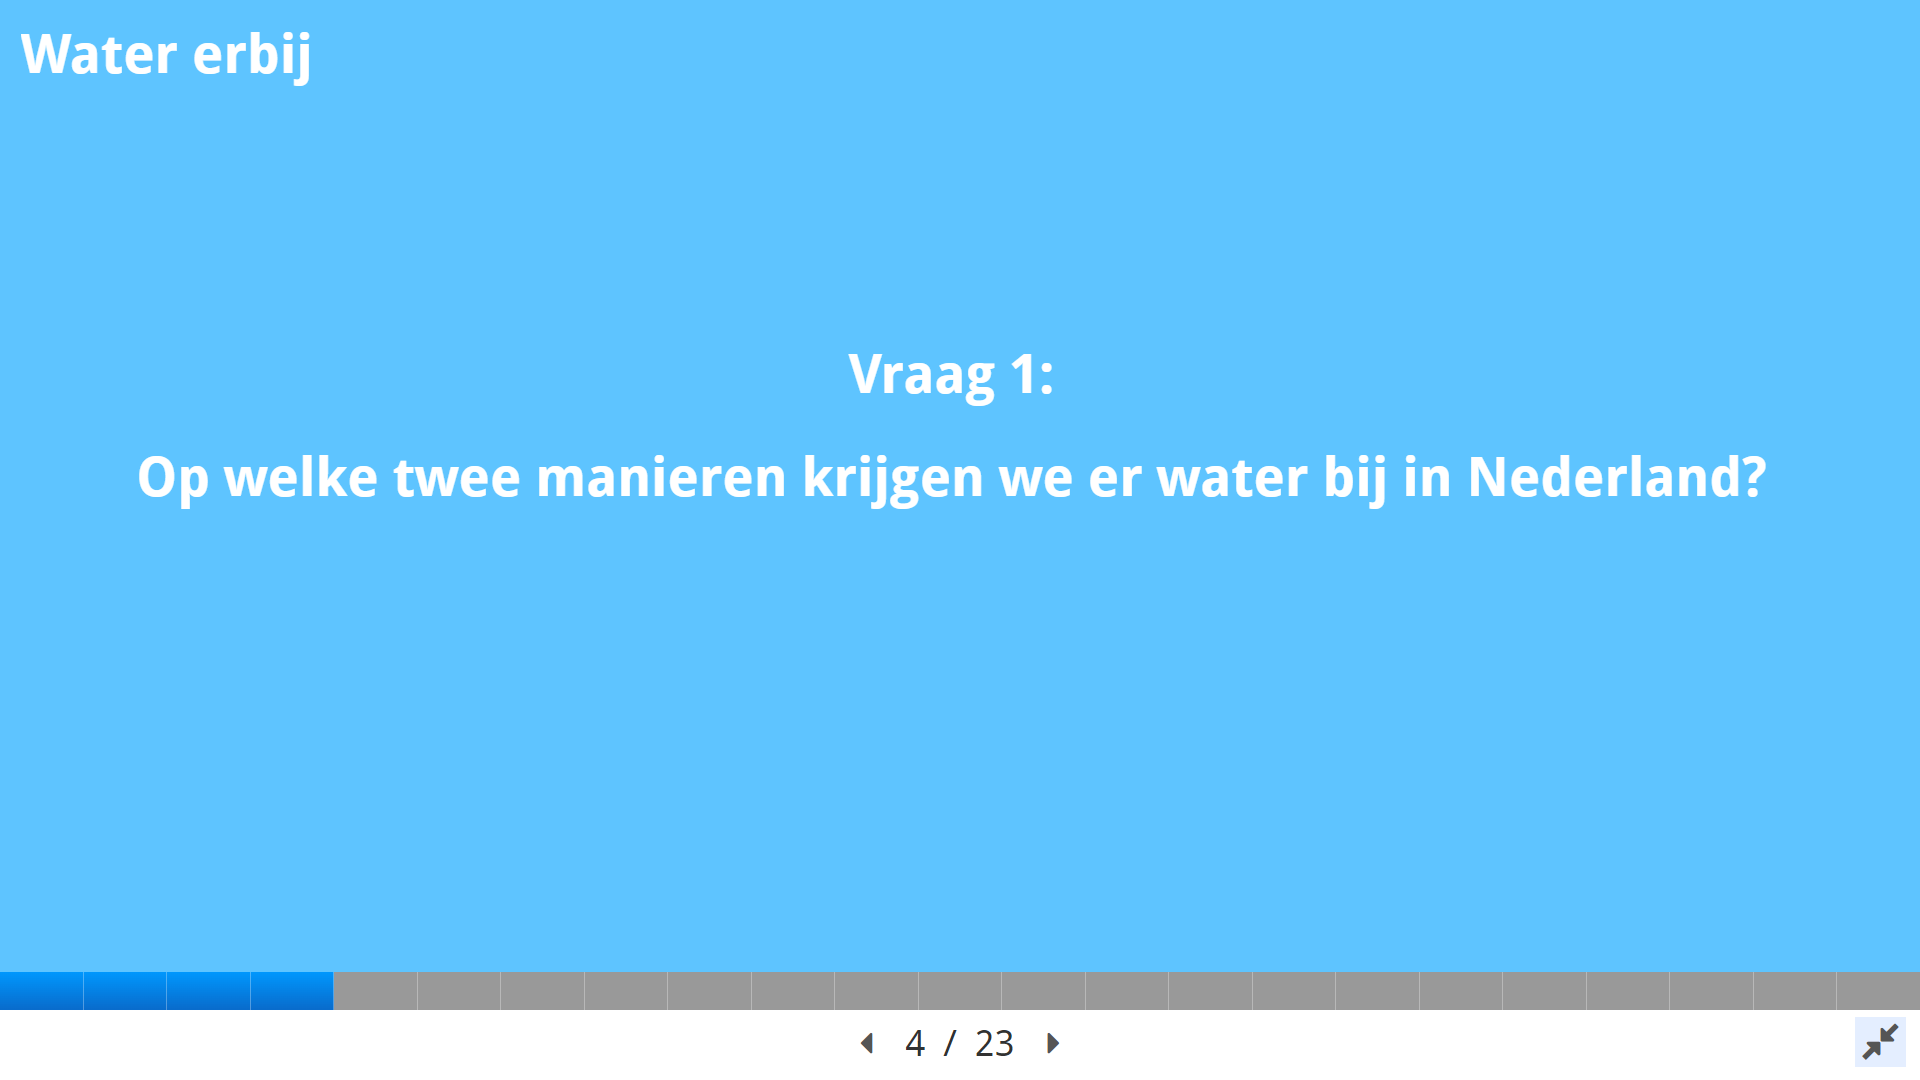 Water erbij
Vraag 1:
Op welke twee manieren krijgen we er water bij in Nederland?
4 / 23